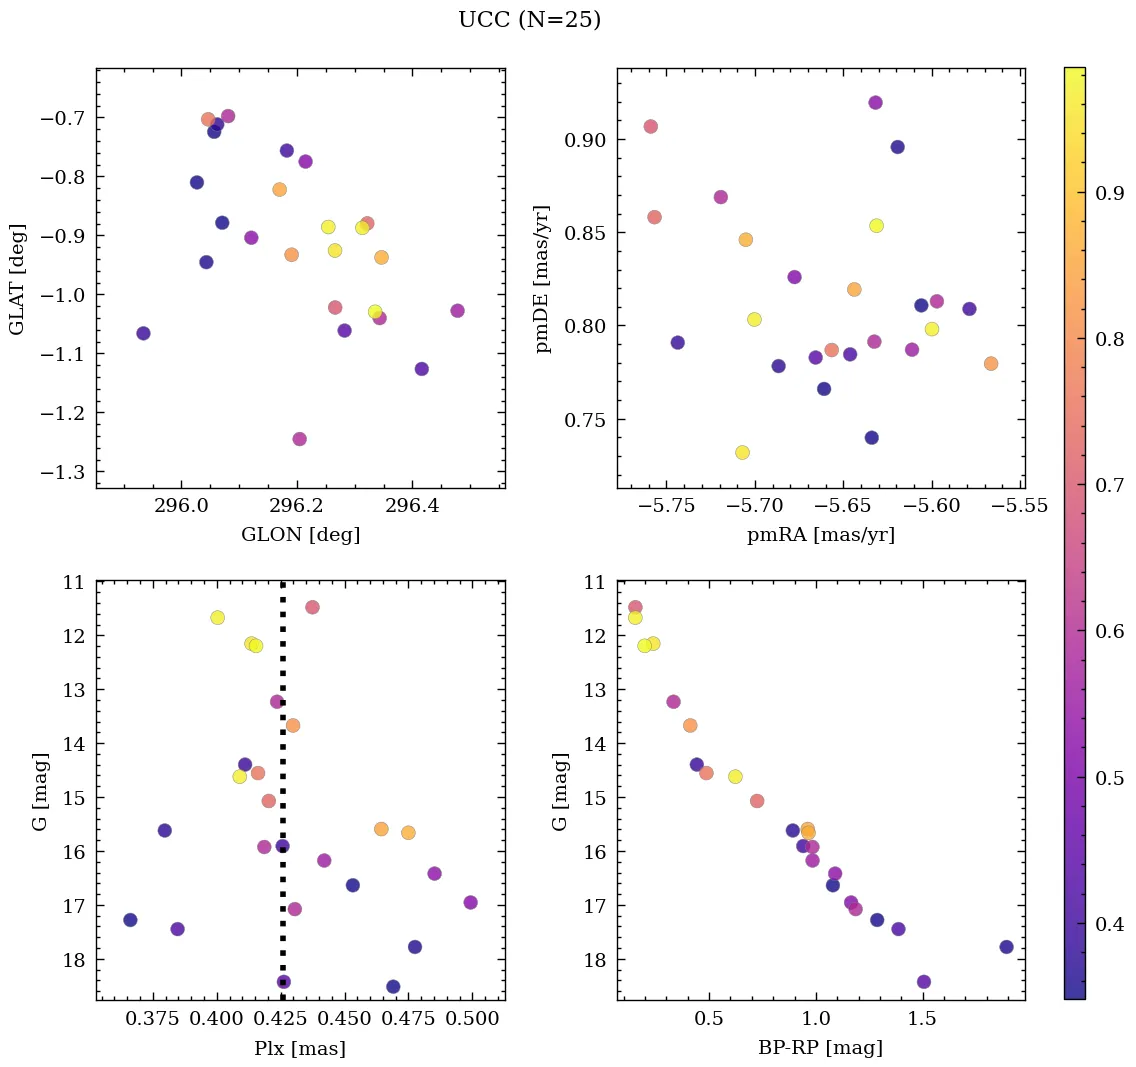 UCC (N=25)
−0.7
−0.8
−0.9
−1.0
−1.1
−1.2
−1.3
GLAT [deg]
296.0 296.2 296.4
GLON [deg]
0.90
0.85
0.80
0.75
pmDE [mas/yr]
−5.75 −5.70 −5.65 −5.60 −5.55
pmRA [mas/yr]
11
12
13
14
15
16
17
18
G [mag]
0.375 0.400 0.425 0.450 0.475 0.500
Plx [mas]
11
12
13
14
15
16
17
18
G [mag]
0.5 1.0 1.5
BP-RP [mag]
0.9
0.8
0.7
0.6
0.5
0.4